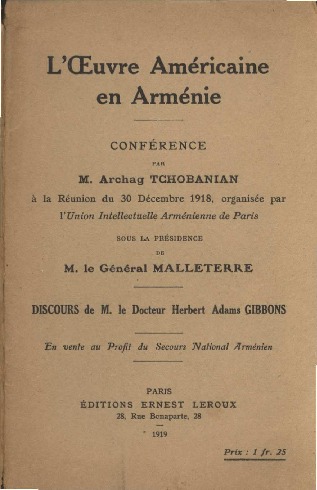 L'Œuvre Américaine
en Arménie
CONFÉRENCE
PAR
M. Archag TCHOBANIAN
à la Réunion du 30 Décembre 1918, organisée par
l'Union Intellectuelle Arménienne de Paris
SOUS LA PRÉSIDENCE
DE
M. le Général MALLETERRE
DISCOURS de M. le Docteur Herbert Adams GIBBONS
En vente au Profit du Secours National Arménien
PARIS
ÉDITIONS ERNEST LEROUX
28, Rue Bonaparte, 28
1919
Prix : 1 fr. 25